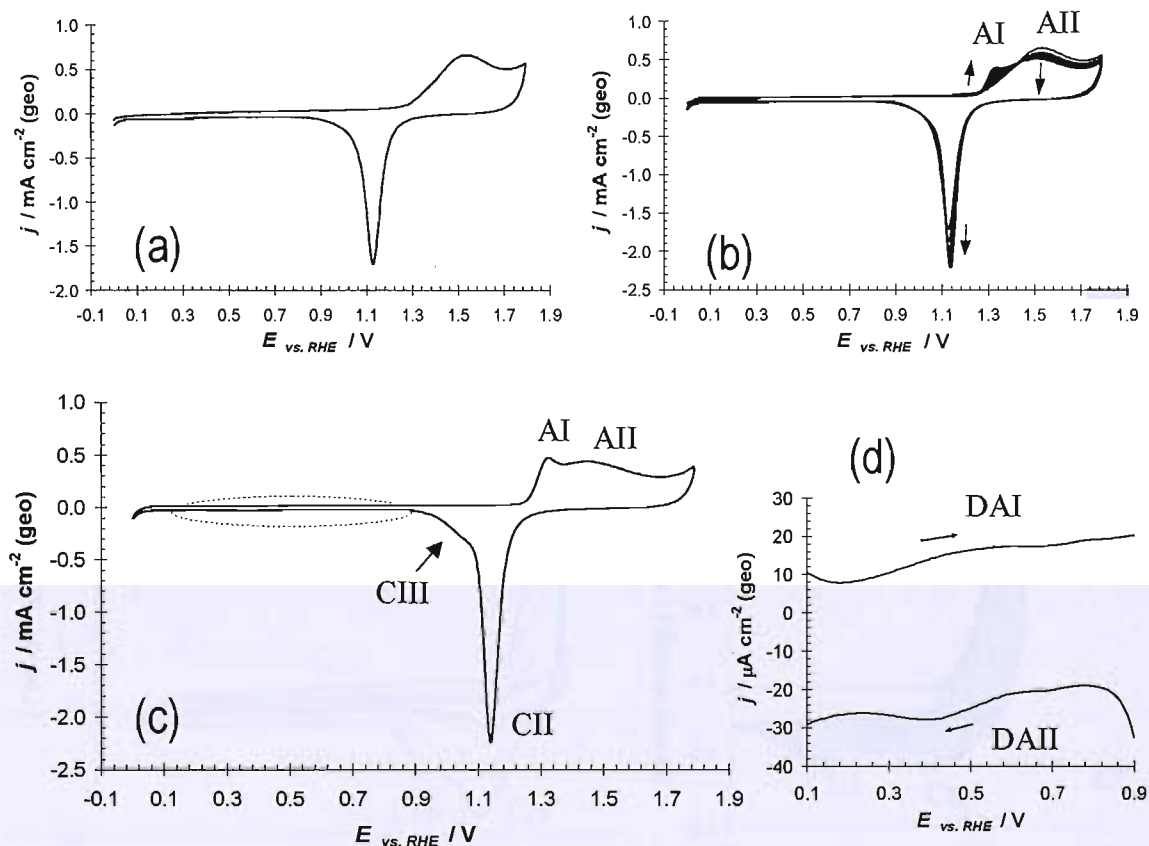 1.0
0.5
0.0
-0.5
-1.0
-1.5
-2.0
j / mA cm⁻² (geo)
(a)
-0.1 0.1 0.3 0.5 0.7 0.9 1.1 1.3 1.5 1.7 1.9
E vs. RHE / V
1.0
0.5
0.0
-0.5
-1.0
-1.5
-2.0
-2.5
j / mA cm⁻² (geo)
AI
AII
(b)
-0.1 0.1 0.3 0.5 0.7 0.9 1.1 1.3 1.5 1.7 1.9
E vs. RHE / V
1.0
0.5
0.0
-0.5
-1.0
-1.5
-2.0
-2.5
j / mA cm⁻² (geo)
AI AII
CIII
CII
(c)
-0.1 0.1 0.3 0.5 0.7 0.9 1.1 1.3 1.5 1.7 1.9
E vs. RHE / V
(d)
30
20
10
0
-10
-20
-30
-40
j / µA cm⁻² (geo)
DAI
DAII
0.1 0.3 0.5 0.7 0.9
E vs. RHE / V